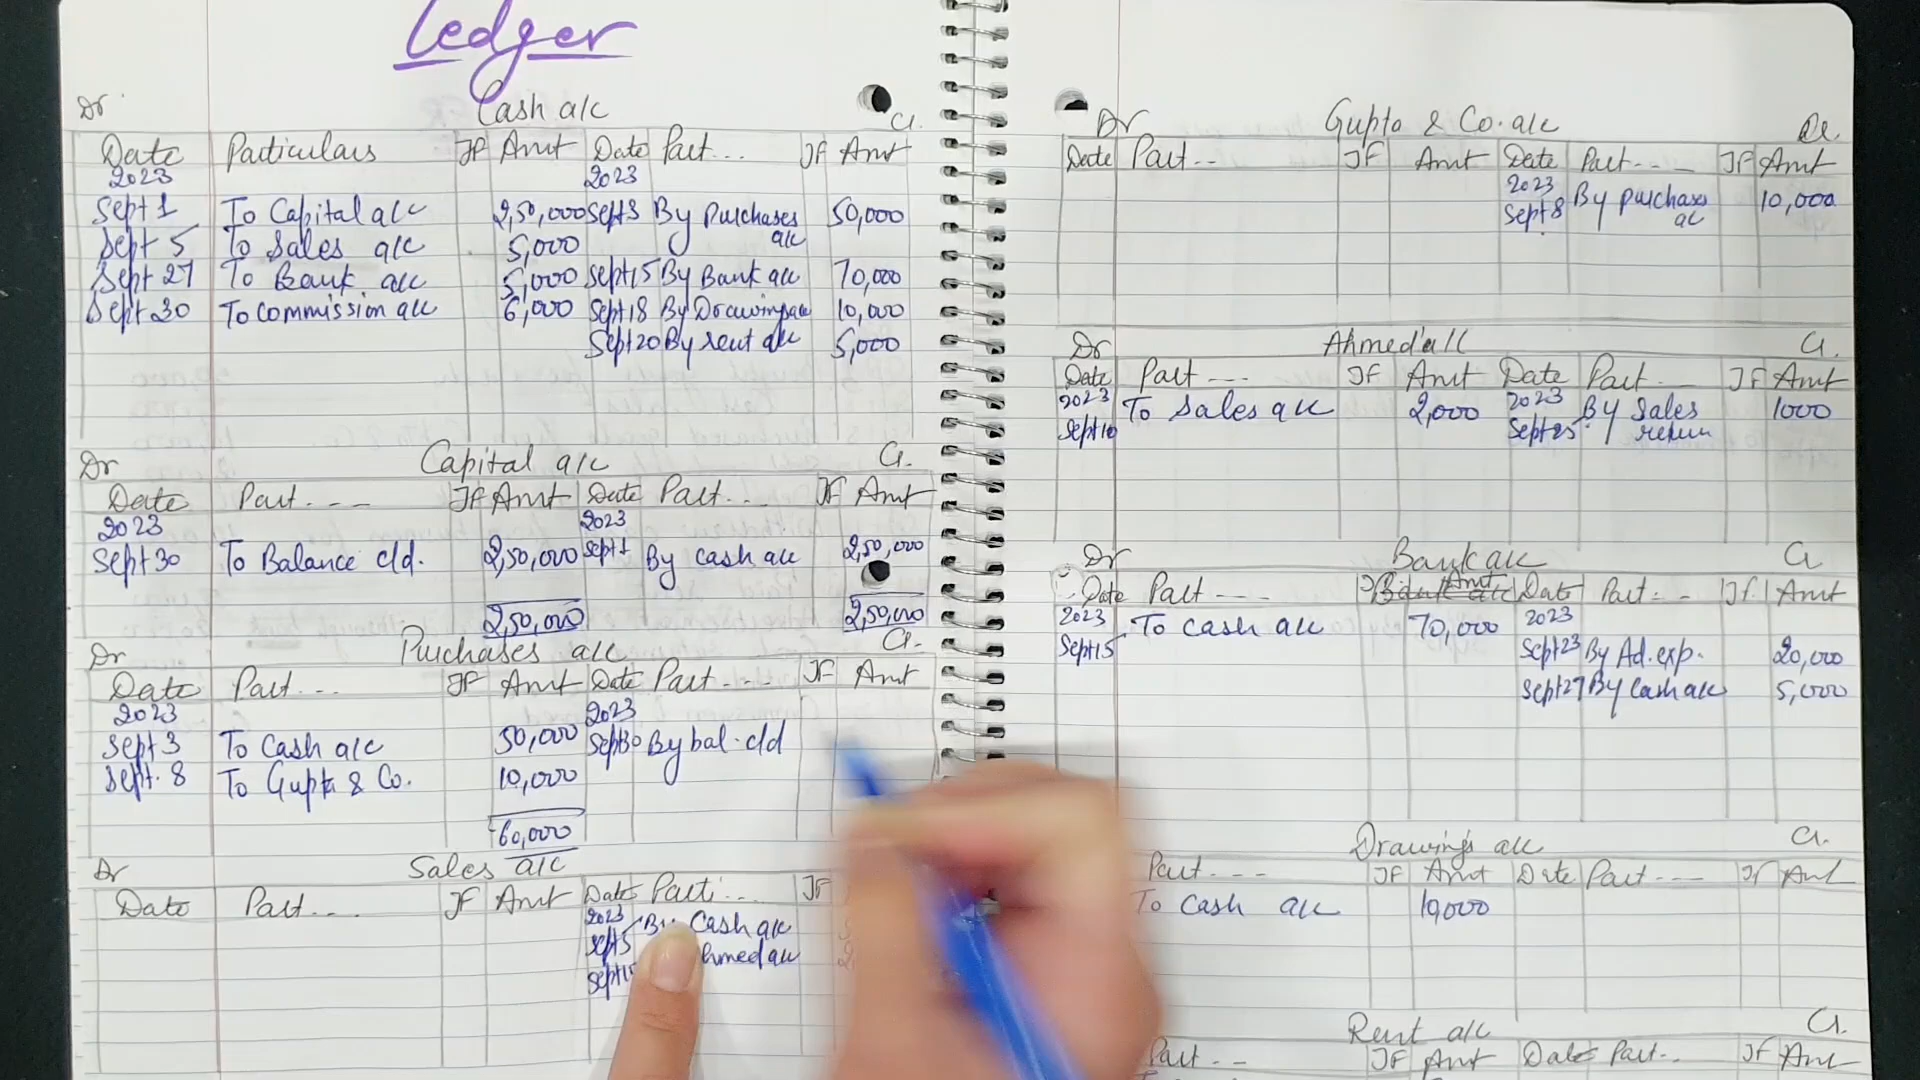 Ledger
Dr Cash a/c Cr.
Date Particulars JF Amt Date Part... JF Amt
2023 2023
Sept 1 To Capital a/c 2,50,000 Sept 3 By Purchases a/c 50,000
Sept 5 To Sales a/c 5,000
Sept 27 To Bank a/c 5,000 Sept 15 By Bank a/c 70,000
Sept 30 To Commission a/c 6,000 Sept 18 By Drawings a/c 10,000
Sept 20 By rent a/c 5,000
Dr Capital a/c Cr.
Date Part... JF Amt Date Part... JF Amt
2023 2023
Sept 30 To Balance c/d. 2,50,000 Sept 1 By Cash a/c 2,50,000
2,50,000 2,50,000
Dr Purchases a/c Cr.
Date Part... JF Amt Date Part.... JF Amt
2023 2023
Sept 3 To Cash a/c 50,000 Sept 30 By bal. c/d
Sept. 8 To Gupta & Co. 10,000
60,000
Dr Sales a/c
Date Part... JF Amt Date Parti... JF
2023
Sept 5 By Cash a/c
hmed a/c
Dr Gupta & Co. a/c Cr.
Date Part.. JF Amt Date Part... JF Amt
2023
Sept 8 By purchases a/c 10,000
Dr Ahmed a/c Cr.
Date Part... JF Amt Date Part... JF Amt
2023 To Sales a/c 2,000 2023 By Sales return 1000
Sept 10 Sept 25
Dr Bank a/c Cr
Date Part.... Amt Date Part... JF. Amt
2023 To Cash a/c 70,000 2023
Sept 15 Sept 23 By Ad. exp. 20,000
Sept 27 By Cash a/c 5,000
Drawings a/c Cr.
Part... JF Amt Date Part.... JF Amt
To Cash a/c 10,000
Rent a/c Cr.
Part... JF Amt Date Part.. JF Amt